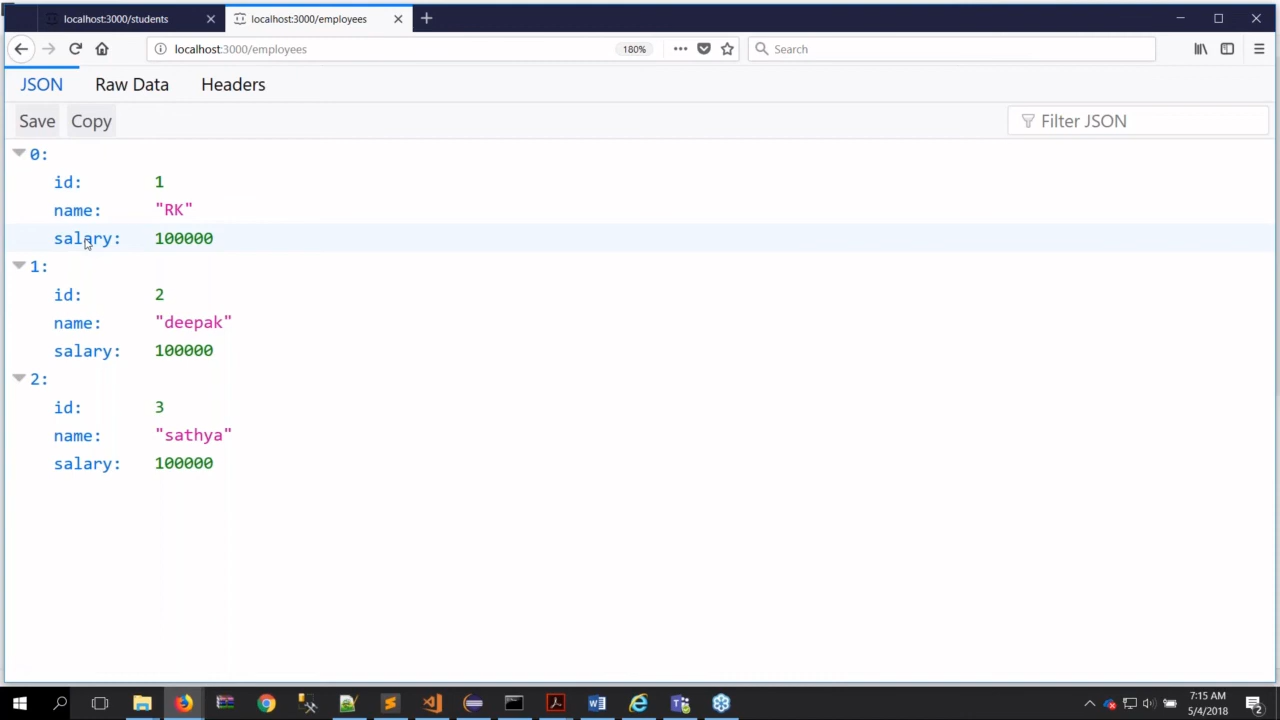 localhost:3000/students
localhost:3000/employees
localhost:3000/employees
180%
Search
JSON
Raw Data
Headers
Save
Copy
Filter JSON
0:
id: 1
name: "RK"
salary: 100000
1:
id: 2
name: "deepak"
salary: 100000
2:
id: 3
name: "sathya"
salary: 100000
7:15 AM
5/4/2018
2